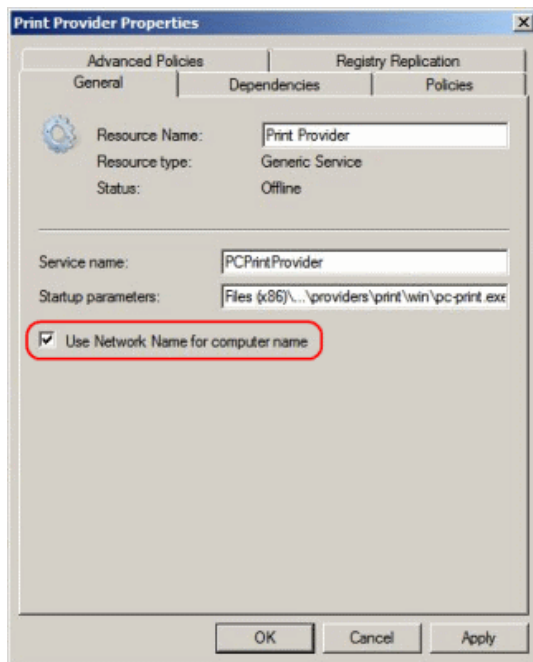 Print Provider Properties
Advanced Policies Registry Replication
General Dependencies Policies
Resource Name: Print Provider
Resource type: Generic Service
Status: Offline
Service name: PCPrintProvider
Startup parameters: Files (x86)\...\providers\print\win\pc-print.exe
Use Network Name for computer name
OK Cancel Apply